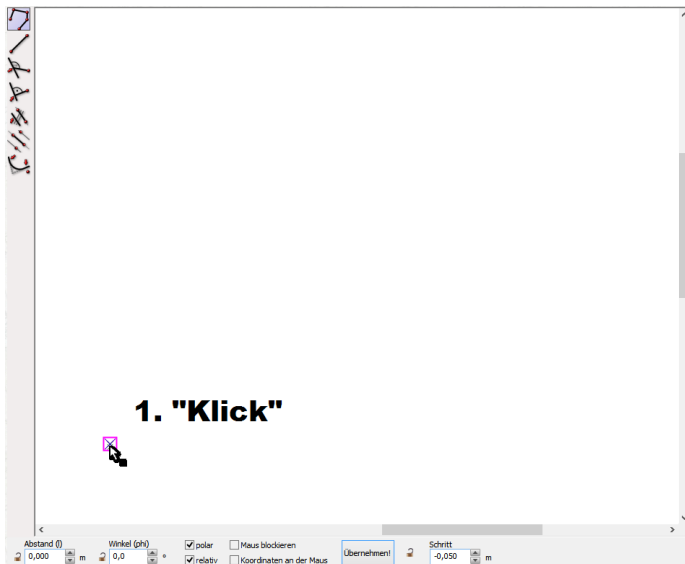 1. "Klick"
Abstand (l) Winkel (phi) polar Maus blockieren Schritt
0,000 m 0,0 ° relativ Koordinaten an der Maus Übernehmen! -0,050 m